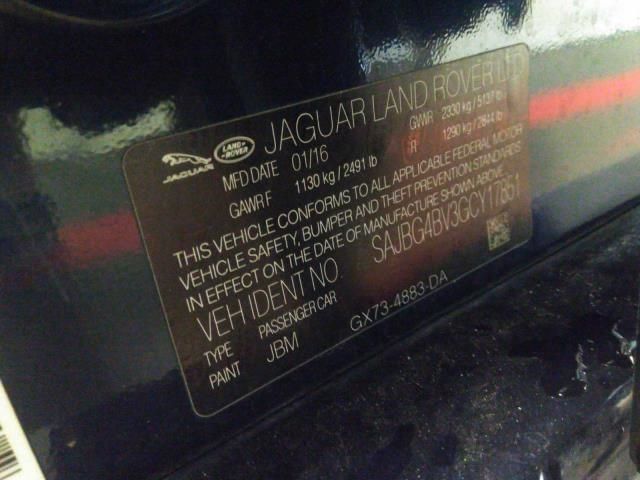 JAGUAR
LAND-
ROVER
JAGUAR LAND ROVER LTD
MFD DATE 01/16 GVWR 2330 kg / 5137 lb
GAWR F 1130 kg / 2491 lb R 1290 kg / 2844 lb
THIS VEHICLE CONFORMS TO ALL APPLICABLE FEDERAL MOTOR
VEHICLE SAFETY, BUMPER AND THEFT PREVENTION STANDARDS
IN EFFECT ON THE DATE OF MANUFACTURE SHOWN ABOVE.
VEH IDENT NO. SAJBG4BV3GCY17851
TYPE PASSENGER CAR
PAINT JBM GX73-4883-DA